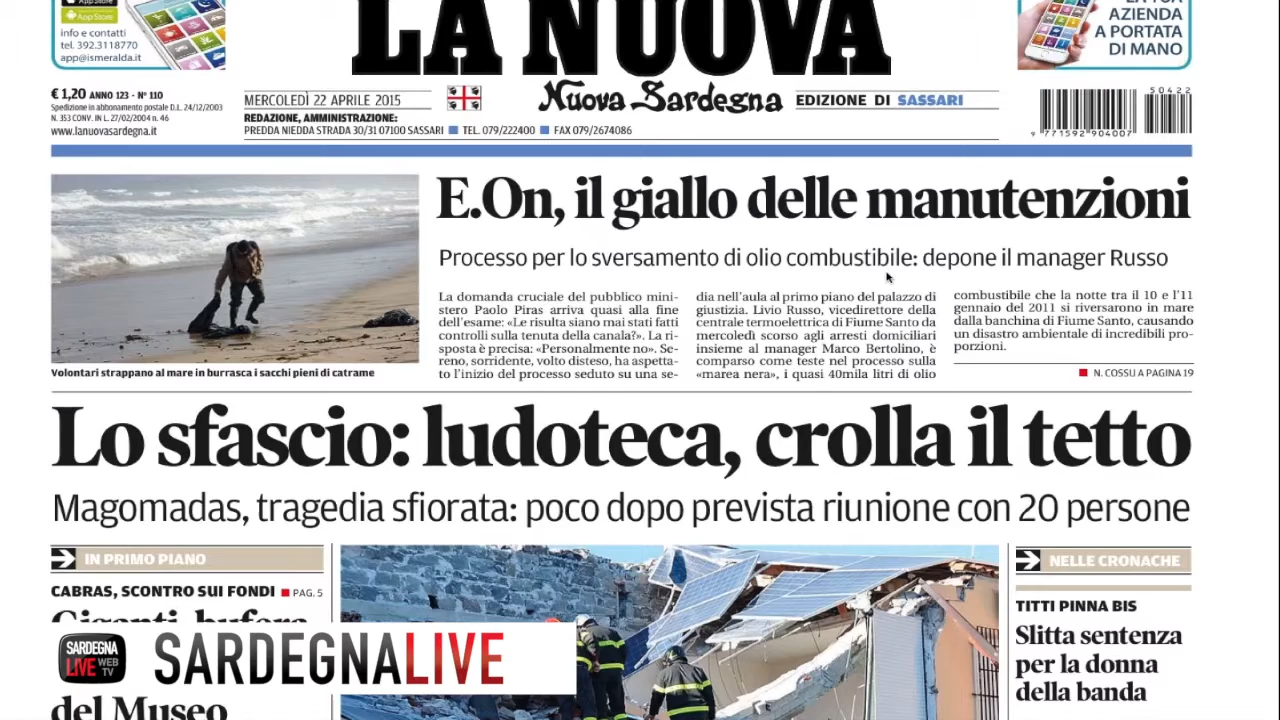 App Store
LA TUA
AZIENDA
A PORTATA
DI MANO
info e contatti
tel. 392.3118770
app@ismeralda.it
LA NUOVA
Nuova Sardegna
EDIZIONE DI SASSARI
€ 1,20 ANNO 123 - N° 110
Spedizione in abbonamento postale D.L. 24/12/2003
N. 353 CONV. IN L. 27/02/2004 n. 46
www.lanuovasardegna.it
MERCOLEDÌ 22 APRILE 2015
REDAZIONE, AMMINISTRAZIONE:
PREDDA NIEDDA STRADA 30/31 07100 SASSARI ■ TEL. 079/222400 ■ FAX 079/2674086
50422
9 771592 904007
Volontari strappano al mare in burrasca i sacchi pieni di catrame
E.On, il giallo delle manutenzioni
Processo per lo sversamento di olio combustibile: depone il manager Russo
La domanda cruciale del pubblico mini-
stero Paolo Piras arriva quasi alla fine
dell'esame: «Le risulta siano mai stati fatti
controlli sulla tenuta della canala?». La ri-
sposta è precisa: «Personalmente no». Se-
reno, sorridente, volto disteso, ha aspetta-
to l'inizio del processo seduto su una se-
dia nell'aula al primo piano del palazzo di
giustizia. Livio Russo, vicedirettore della
centrale termoelettrica di Fiume Santo da
mercoledì scorso agli arresti domiciliari
insieme al manager Marco Bertolino, è
comparso come teste nel processo sulla
«marea nera», i quasi 40mila litri di olio
combustibile che la notte tra il 10 e l'11
gennaio del 2011 si riversarono in mare
dalla banchina di Fiume Santo, causando
un disastro ambientale di incredibili pro-
porzioni.
■ N. COSSU A PAGINA 19
Lo sfascio: ludoteca, crolla il tetto
Magomadas, tragedia sfiorata: poco dopo prevista riunione con 20 persone
IN PRIMO PIANO
CABRAS, SCONTRO SUI FONDI ■ PAG. 5
Giganti, bufera
del Museo
SARDEGNA
LIVE WEB
TV
SARDEGNALIVE
NELLE CRONACHE
TITTI PINNA BIS
Slitta sentenza
per la donna
della banda